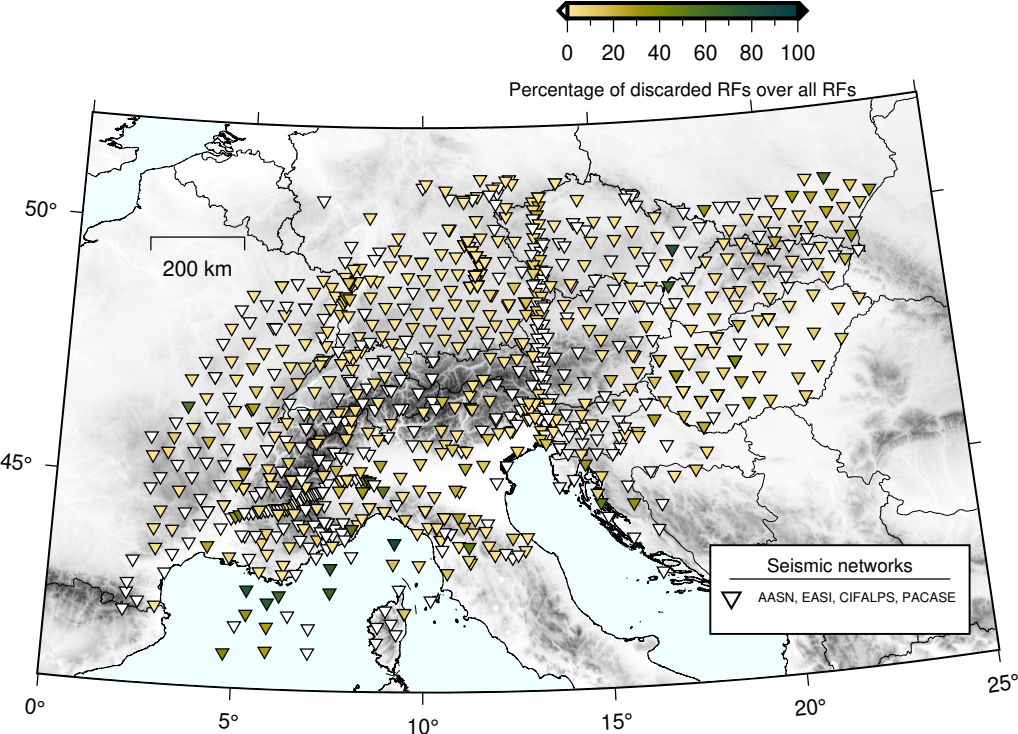 0 20 40 60 80 100
Percentage of discarded RFs over all RFs
50°
200 km
45°
Seismic networks
AASN, EASI, CIFALPS, PACASE
0° 5° 10° 15° 20° 25°